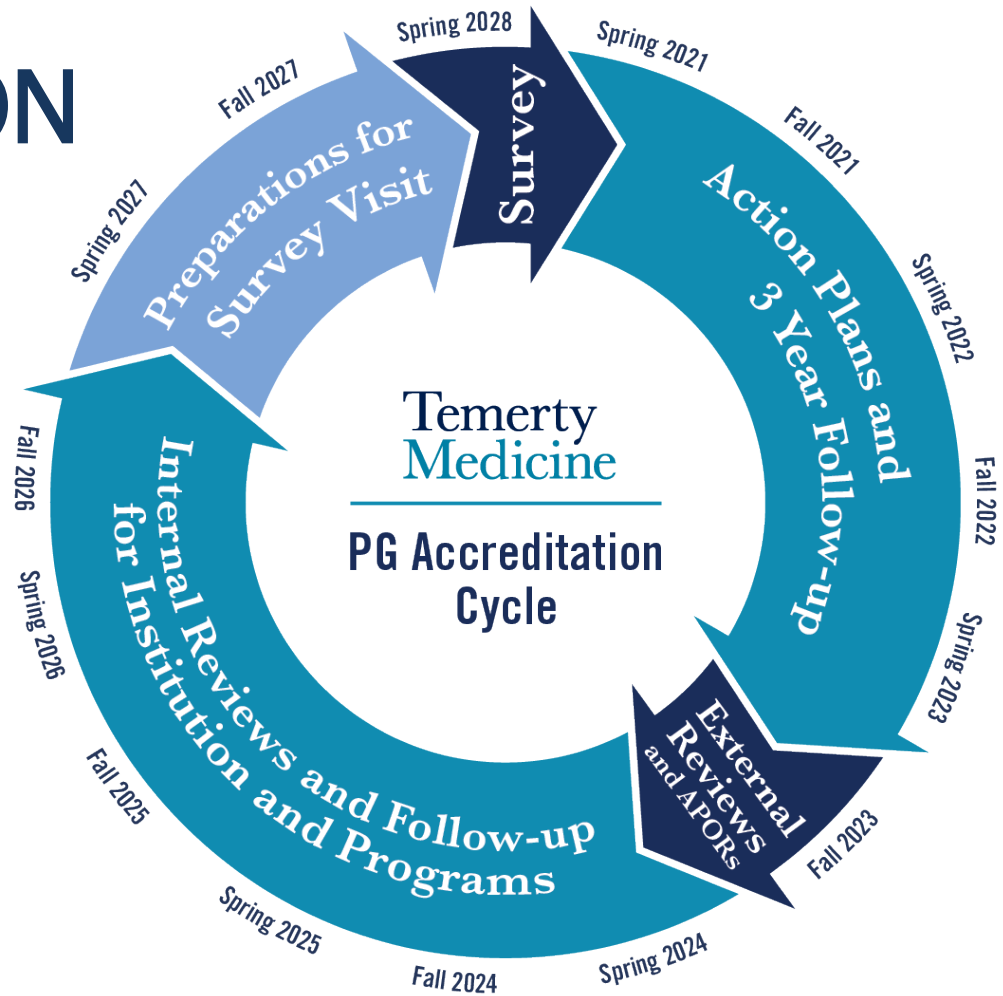 ON
Spring 2028
Survey
Spring 2021
Fall 2021
Spring 2022
Fall 2022
Spring 2023
Action Plans and
3 Year Follow-up
Fall 2023
External
Reviews
and APORs
Spring 2024
Fall 2024
Spring 2025
Fall 2025
Spring 2026
Fall 2026
Internal Reviews and Follow-up
for Institution and Programs
Spring 2027
Fall 2027
Preparations for
Survey Visit
Temerty
Medicine
PG Accreditation
Cycle